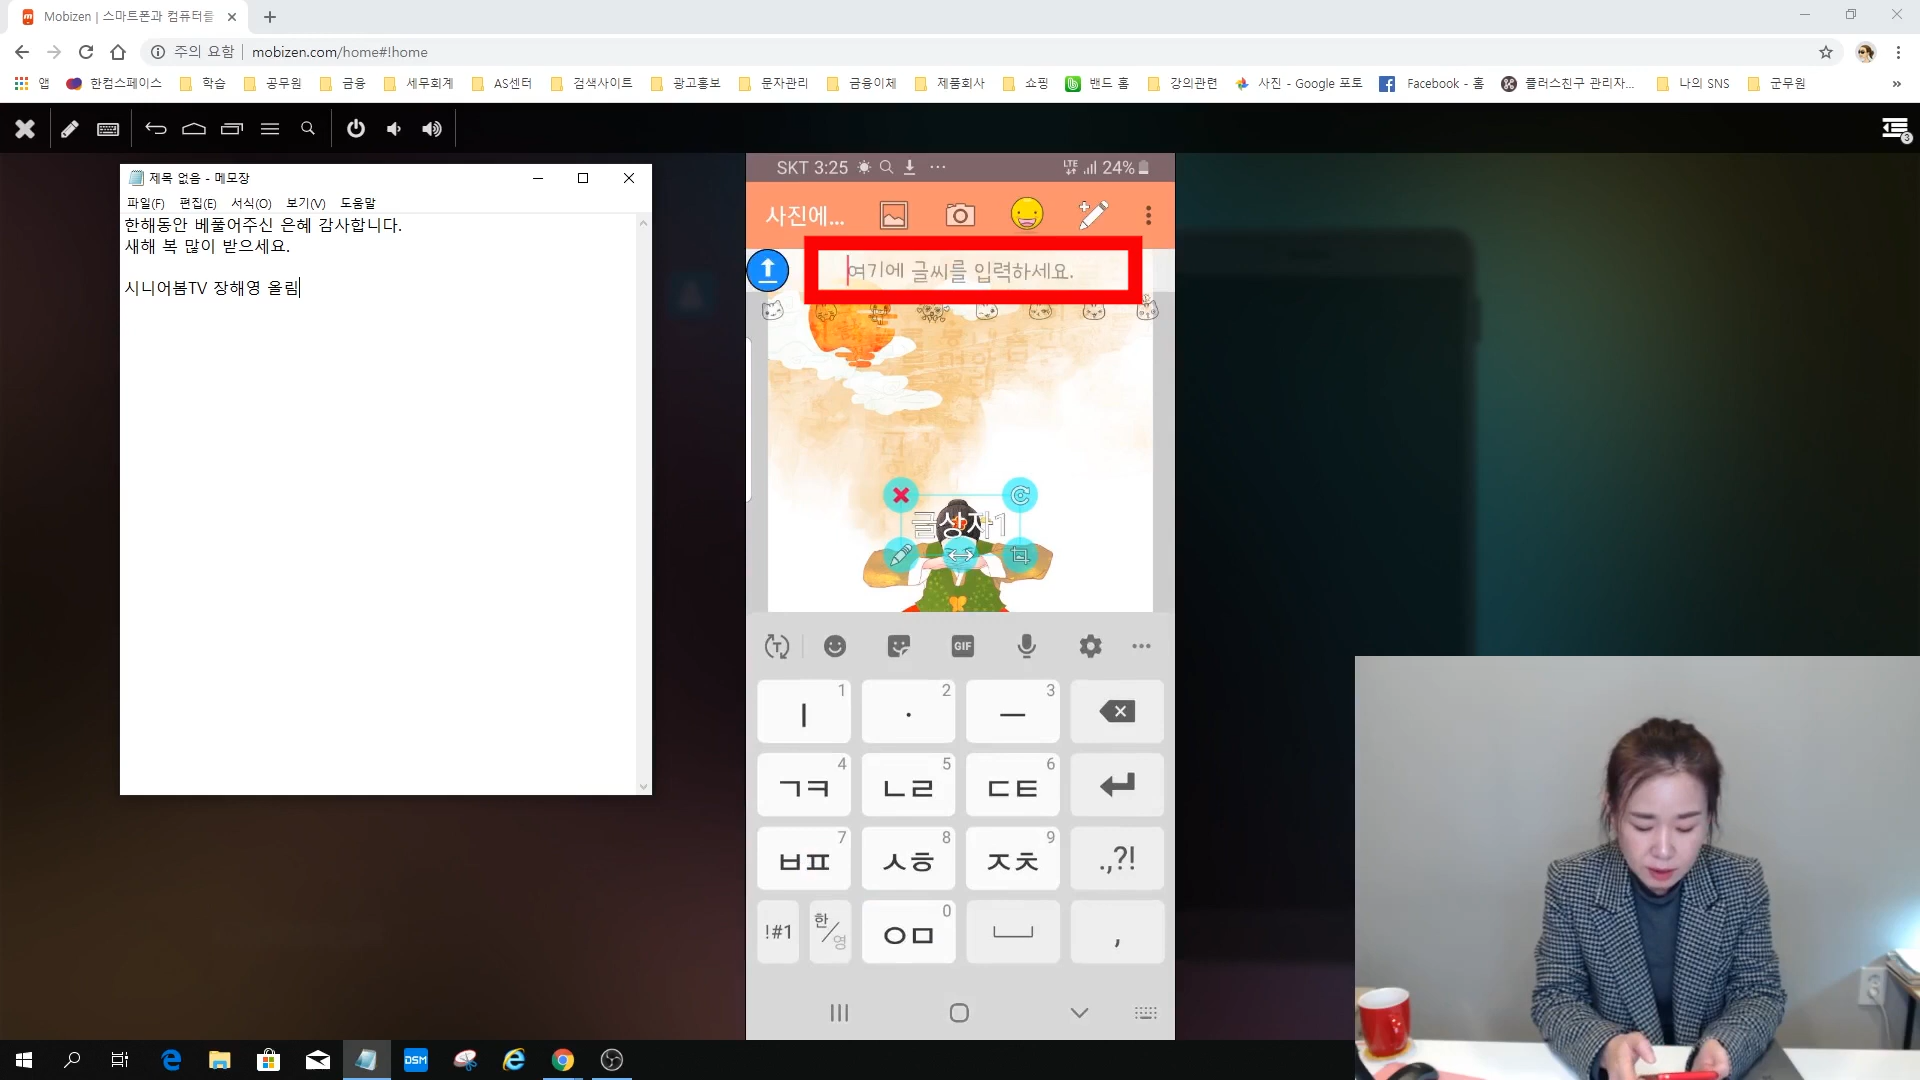 Mobizen | 스마트폰과 컴퓨터를
주의 요함 mobizen.com/home#!home
앱 한컴스페이스 학습 공무원 금융 세무회계 AS센터 검색사이트 광고홍보 문자관리 금융이체 제품회사 쇼핑 밴드 홈 강의관련 사진 - Google 포토 Facebook - 홈 플러스친구 관리자... 나의 SNS 군무원 »
3
제목 없음 - 메모장
파일(F) 편집(E) 서식(O) 보기(V) 도움말
한해동안 베풀어주신 은혜 감사합니다.
새해 복 많이 받으세요.
시니어봄TV 장해영 올림
SKT 3:25 LTE 24%
사진에...
여기에 글씨를 입력하세요.
글상자1
GIF
ㅣ 1 · 2 ㅡ 3
ㄱㅋ 4 ㄴㄹ 5 ㄷㅌ 6
ㅂㅍ 7 ㅅㅎ 8 ㅈㅊ 9 .,?!
!#1 한/영 ㅇㅁ 0 ,
DSM